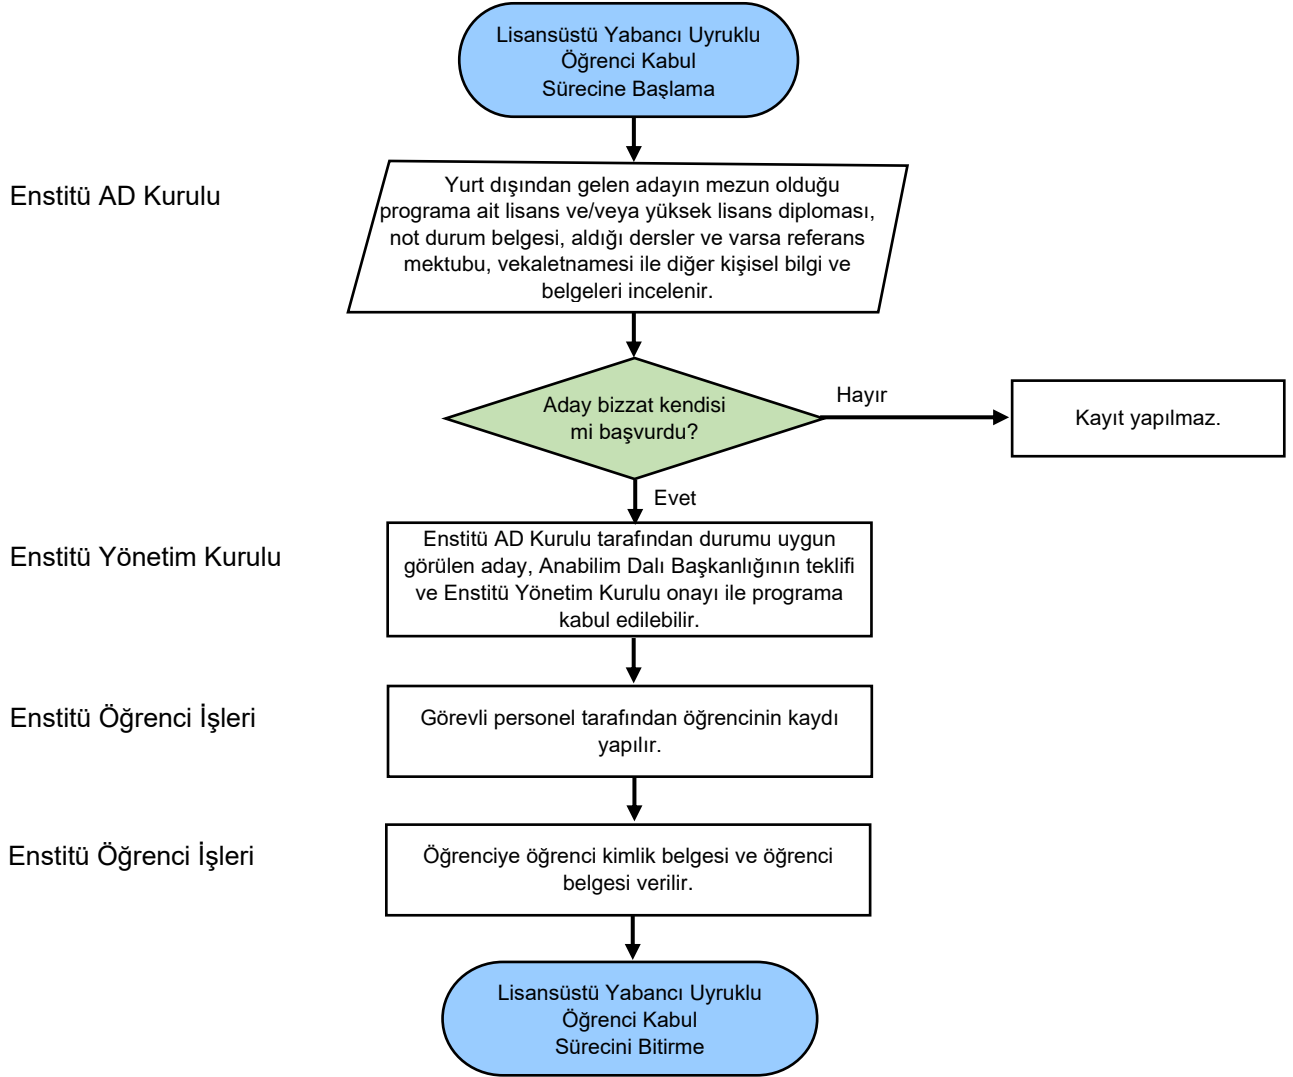 Lisansüstü Yabancı Uyruklu
Öğrenci Kabul
Sürecine Başlama
Enstitü AD Kurulu
Yurt dışından gelen adayın mezun olduğu
programa ait lisans ve/veya yüksek lisans diploması,
not durum belgesi, aldığı dersler ve varsa referans
mektubu, vekaletnamesi ile diğer kişisel bilgi ve
belgeleri incelenir.
Aday bizzat kendisi
mi başvurdu?
Hayır
Kayıt yapılmaz.
Evet
Enstitü Yönetim Kurulu
Enstitü AD Kurulu tarafından durumu uygun
görülen aday, Anabilim Dalı Başkanlığının teklifi
ve Enstitü Yönetim Kurulu onayı ile programa
kabul edilebilir.
Enstitü Öğrenci İşleri
Görevli personel tarafından öğrencinin kaydı
yapılır.
Enstitü Öğrenci İşleri
Öğrenciye öğrenci kimlik belgesi ve öğrenci
belgesi verilir.
Lisansüstü Yabancı Uyruklu
Öğrenci Kabul
Sürecini Bitirme